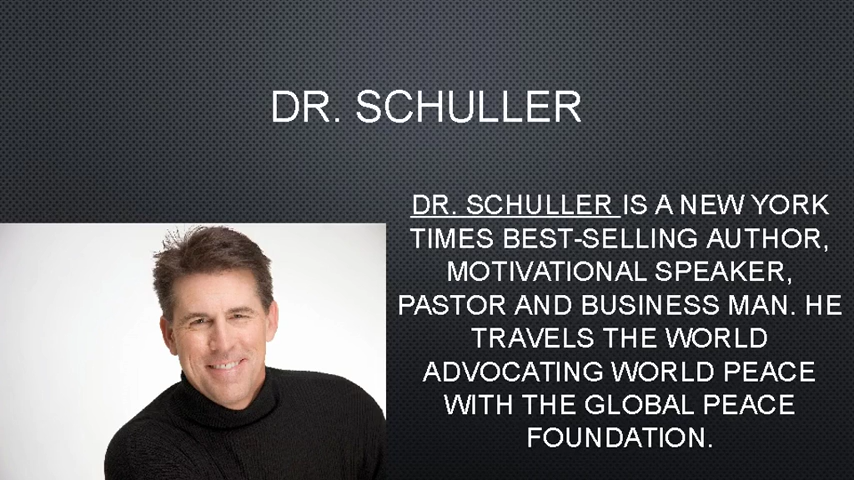 DR. SCHULLER
DR. SCHULLER IS A NEW YORK
TIMES BEST-SELLING AUTHOR,
MOTIVATIONAL SPEAKER,
PASTOR AND BUSINESS MAN. HE
TRAVELS THE WORLD
ADVOCATING WORLD PEACE
WITH THE GLOBAL PEACE
FOUNDATION.